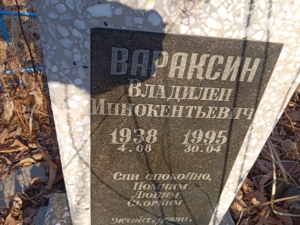 ВАРАКСИН
ВЛАДИЛЕН
ИННОКЕНТЬЕВИЧ
1938 1995
4.08 30.04
СПИ СПОКОЙНО,
ПОМНИМ
ЛЮБИМ
СКОРБИМ